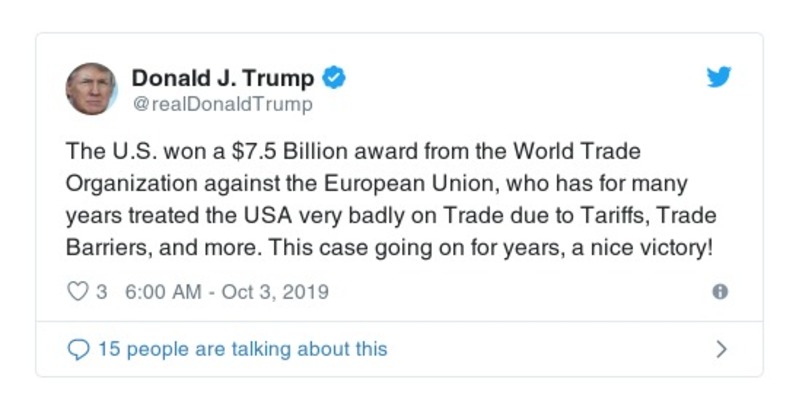 Donald J. Trump
@realDonaldTrump
The U.S. won a $7.5 Billion award from the World Trade
Organization against the European Union, who has for many
years treated the USA very badly on Trade due to Tariffs, Trade
Barriers, and more. This case going on for years, a nice victory!
3 6:00 AM - Oct 3, 2019
15 people are talking about this